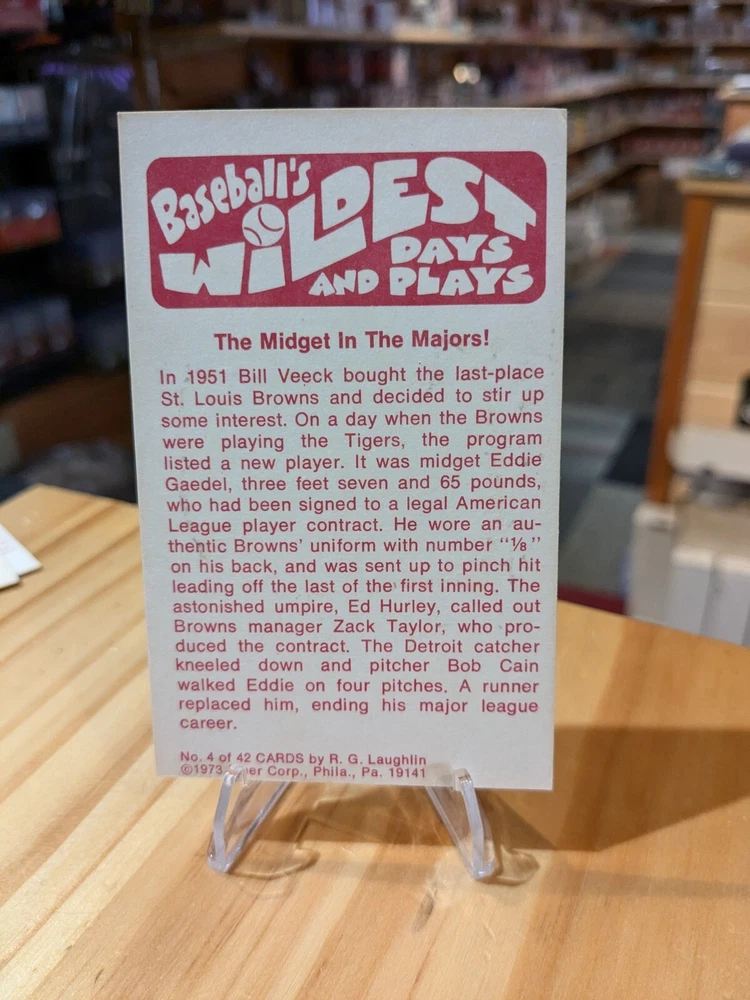 Baseball's
WILDEST
DAYS
AND PLAYS
The Midget In The Majors!
In 1951 Bill Veeck bought the last-place
St. Louis Browns and decided to stir up
some interest. On a day when the Browns
were playing the Tigers, the program
listed a new player. It was midget Eddie
Gaedel, three feet seven and 65 pounds,
who had been signed to a legal American
League player contract. He wore an au-
thentic Browns' uniform with number "⅛"
on his back, and was sent up to pinch hit
leading off the last of the first inning. The
astonished umpire, Ed Hurley, called out
Browns manager Zack Taylor, who pro-
duced the contract. The Detroit catcher
kneeled down and pitcher Bob Cain
walked Eddie on four pitches. A runner
replaced him, ending his major league
career.
No. 4 of 42 CARDS by R. G. Laughlin
©1973 Corp., Phila., Pa. 19141